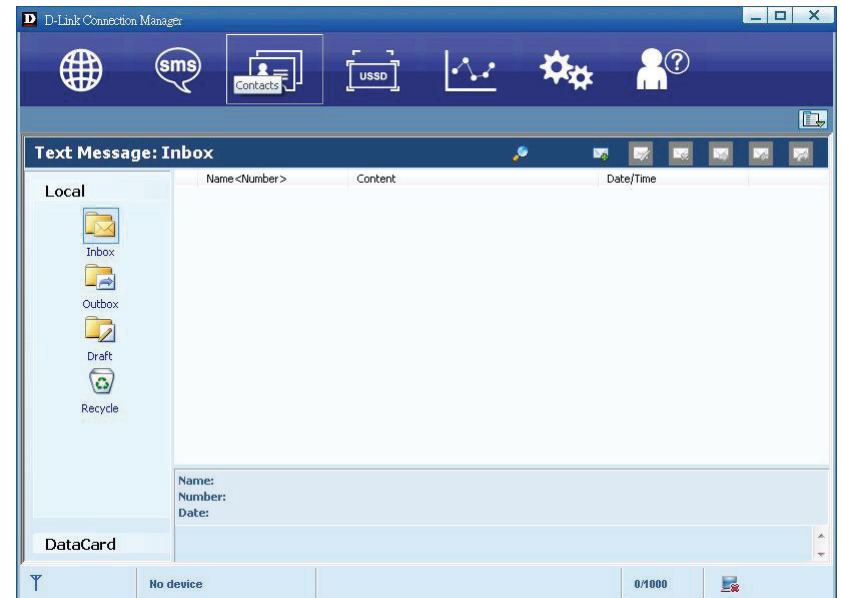 D D-Link Connection Manager
sms
Contacts
USSD
?
Text Message: Inbox
Local
Name<Number> Content Date/Time
Inbox
Outbox
Draft
Recycle
Name:
Number:
Date:
DataCard
No device 0/1000